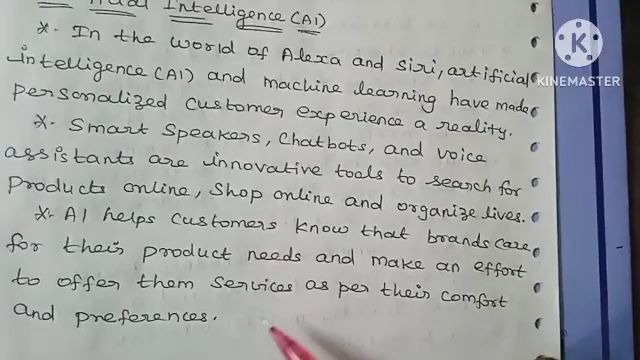 Intelligence (AI)
*. In the world of Alexa and siri, artificial
intelligence (AI) and machine learning have made
personalized customer experience a reality.
*. Smart Speakers, Chatbots, and voice
assistants are innovative tools to search for
products online, shop online and organize lives.
*. AI helps customers know that brands care
for their product needs and make an effort
to offer them services as per their comfort
and preferences.
KINEMASTER